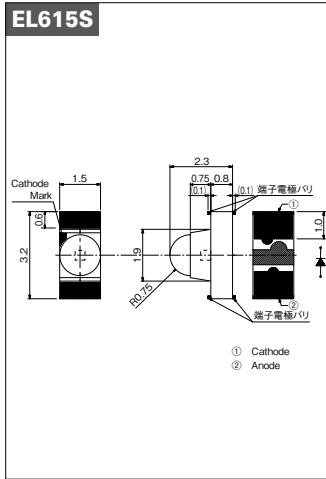 EL615S
2.3
1.5
0.75
0.8
(0.1)
(0.1)
端子電極バリ
Cathode
Mark
①
0.6
1.0
3.2
1.9
R0.75
②
端子電極バリ
① Cathode
② Anode